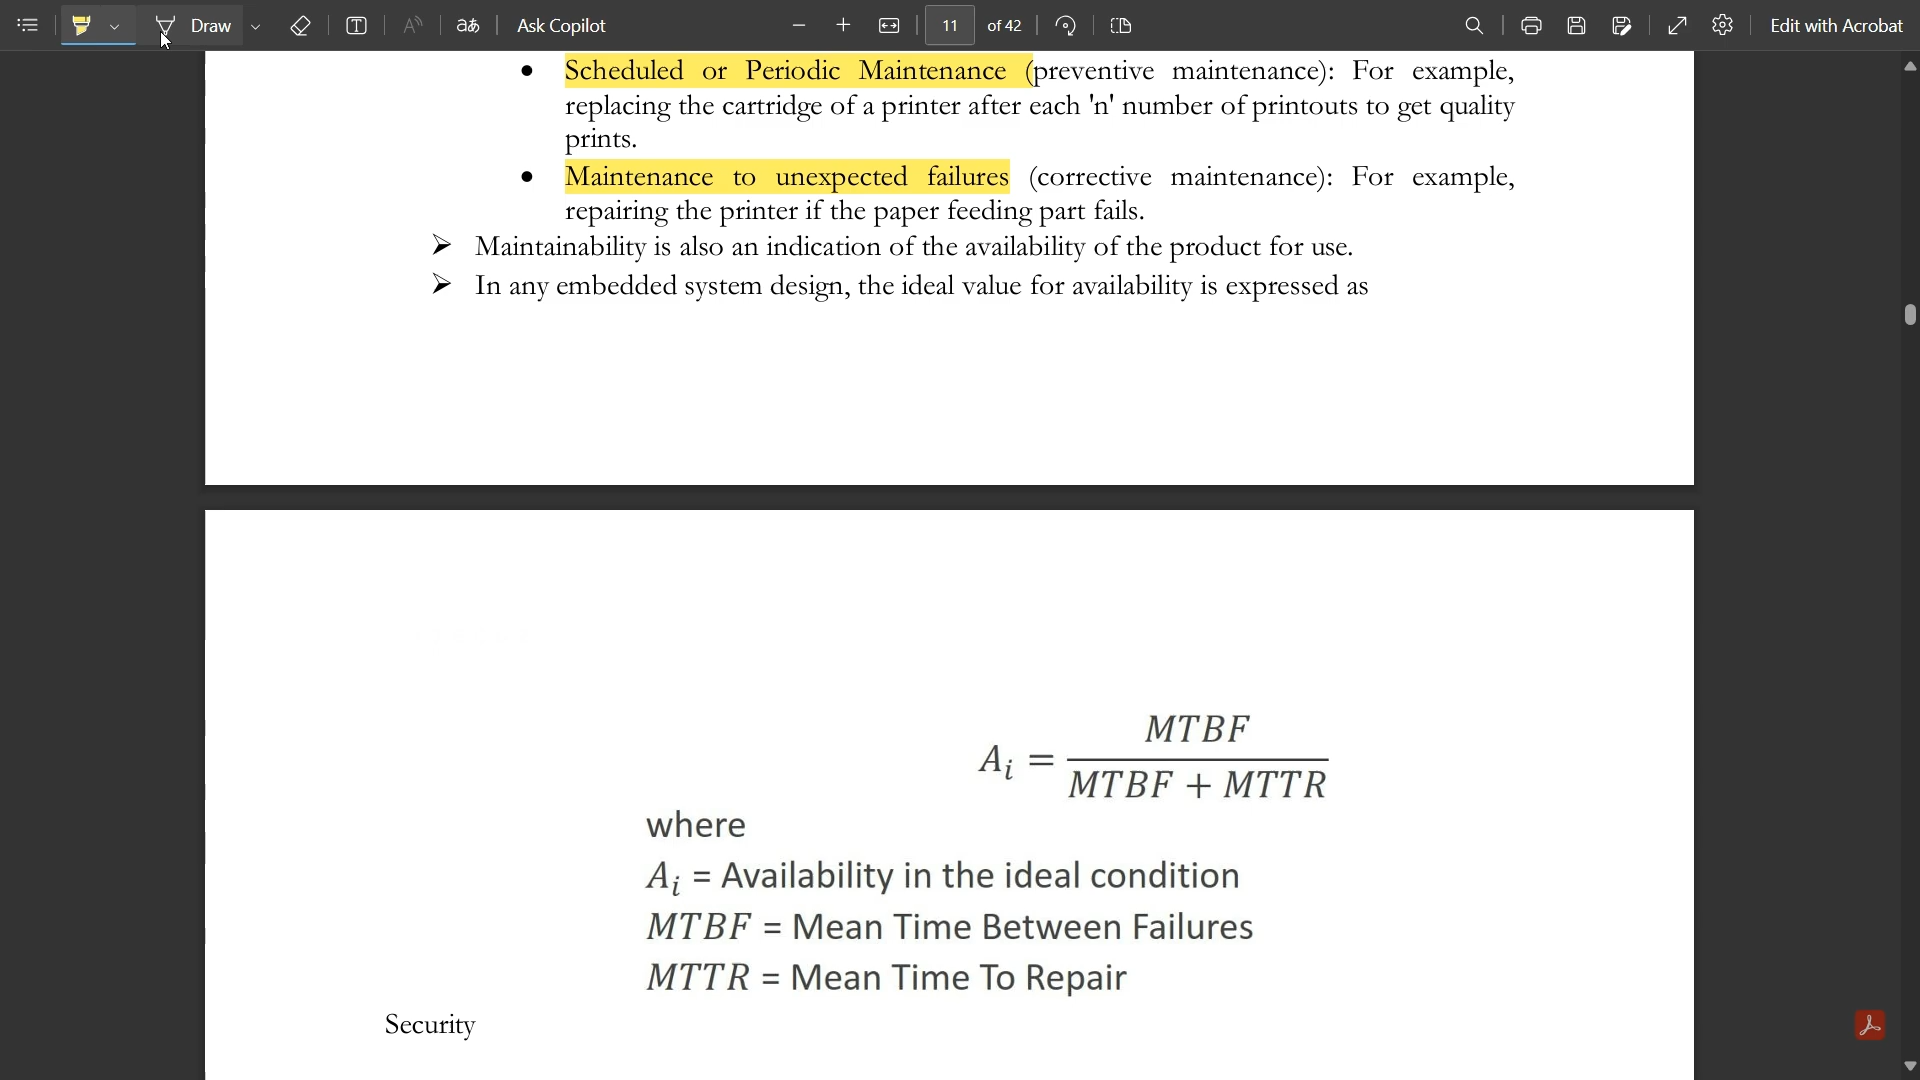 Draw
A
aあ
Ask Copilot
11
of 42
Edit with Acrobat
• Scheduled or Periodic Maintenance (preventive maintenance): For example,
replacing the cartridge of a printer after each 'n' number of printouts to get quality
prints.
• Maintenance to unexpected failures (corrective maintenance): For example,
repairing the printer if the paper feeding part fails.
➢ Maintainability is also an indication of the availability of the product for use.
➢ In any embedded system design, the ideal value for availability is expressed as
MTBF
Ai =
MTBF + MTTR
where
Ai = Availability in the ideal condition
MTBF = Mean Time Between Failures
MTTR = Mean Time To Repair
Security